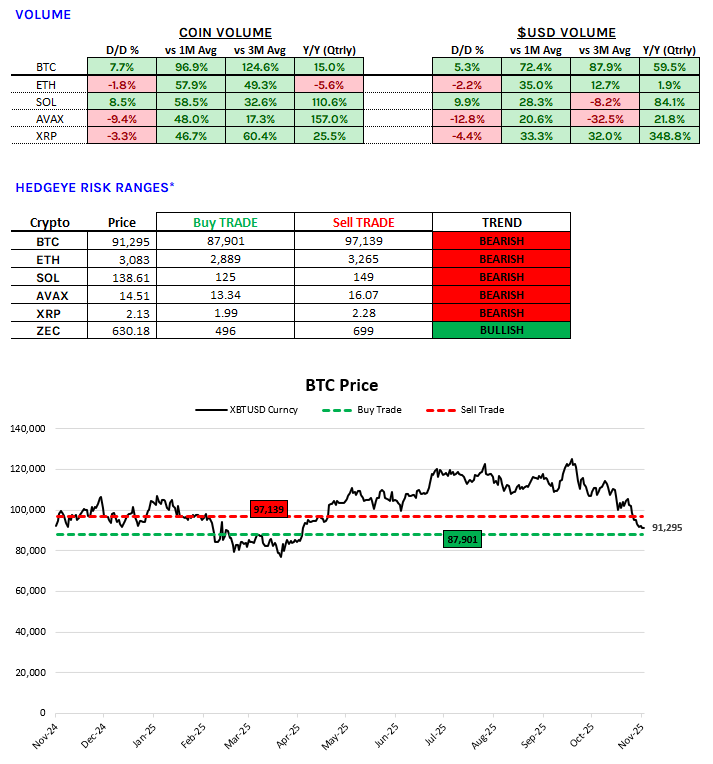 VOLUME
COIN VOLUME $USD VOLUME
D/D % vs 1M Avg vs 3M Avg Y/Y (Qtrly) D/D % vs 1M Avg vs 3M Avg Y/Y (Qtrly)
BTC 7.7% 96.9% 124.6% 15.0% 5.3% 72.4% 87.9% 59.5%
ETH -1.8% 57.9% 49.3% -5.6% -2.2% 35.0% 12.7% 1.9%
SOL 8.5% 58.5% 32.6% 110.6% 9.9% 28.3% -8.2% 84.1%
AVAX -9.4% 48.0% 17.3% 157.0% -12.8% 20.6% -32.5% 21.8%
XRP -3.3% 46.7% 60.4% 25.5% -4.4% 33.3% 32.0% 348.8%
HEDGEYE RISK RANGES*
Crypto Price Buy TRADE Sell TRADE TREND
BTC 91,295 87,901 97,139 BEARISH
ETH 3,083 2,889 3,265 BEARISH
SOL 138.61 125 149 BEARISH
AVAX 14.51 13.34 16.07 BEARISH
XRP 2.13 1.99 2.28 BEARISH
ZEC 630.18 496 699 BULLISH
BTC Price
XBTUSD Curncy Buy Trade Sell Trade
140,000
120,000
100,000
97,139
91,295
87,901
80,000
60,000
40,000
20,000
0
Nov-24 Dec-24 Jan-25 Feb-25 Mar-25 Apr-25 May-25 Jun-25 Jul-25 Aug-25 Sep-25 Oct-25 Nov-25